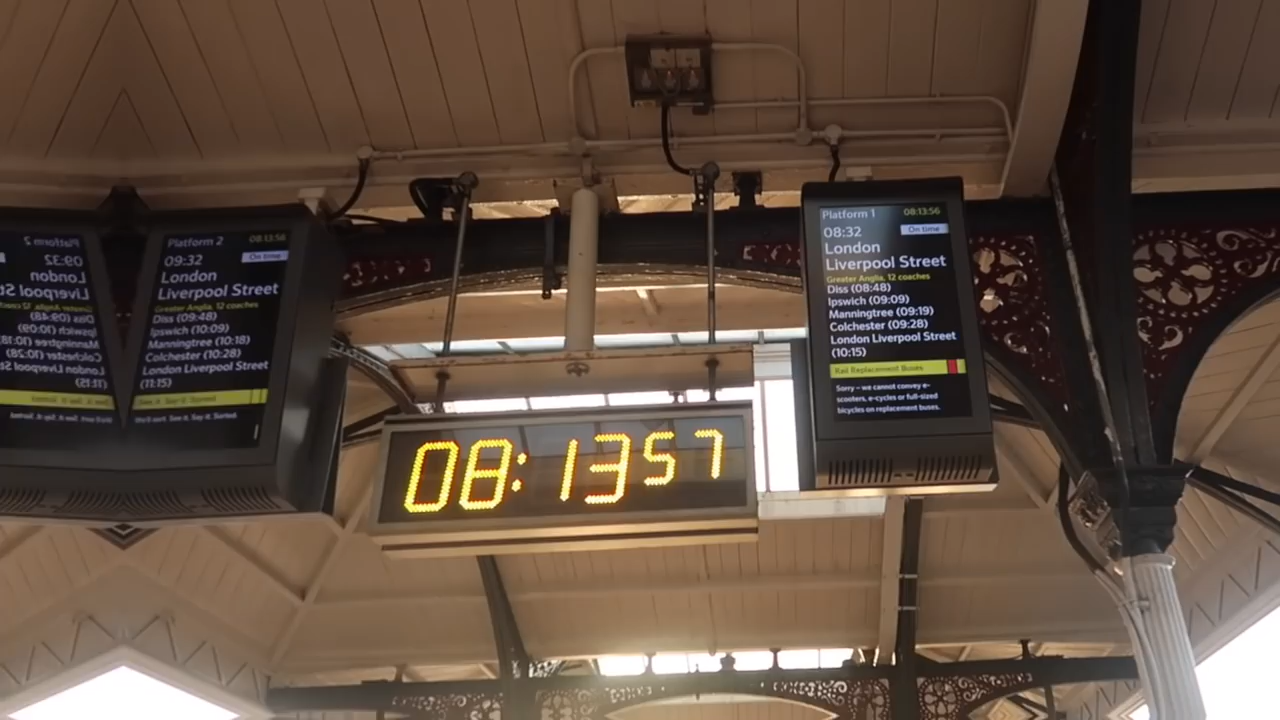 Platform 2 08:13:56
09:32 On time
London
Liverpool Street
Greater Anglia, 12 coaches
Diss (09:48)
Ipswich (10:09)
Manningtree (10:18)
Colchester (10:28)
London Liverpool Street
(11:15)
See it. Say it. Sorted.
08:13 57
Platform 1 08:13:56
08:32 On time
London
Liverpool Street
Greater Anglia, 12 coaches
Diss (08:48)
Ipswich (09:09)
Manningtree (09:19)
Colchester (09:28)
London Liverpool Street
(10:15)
Rail Replacement Buses
Sorry – we cannot convey e-
scooters, e-cycles or full-sized
bicycles on replacement buses.